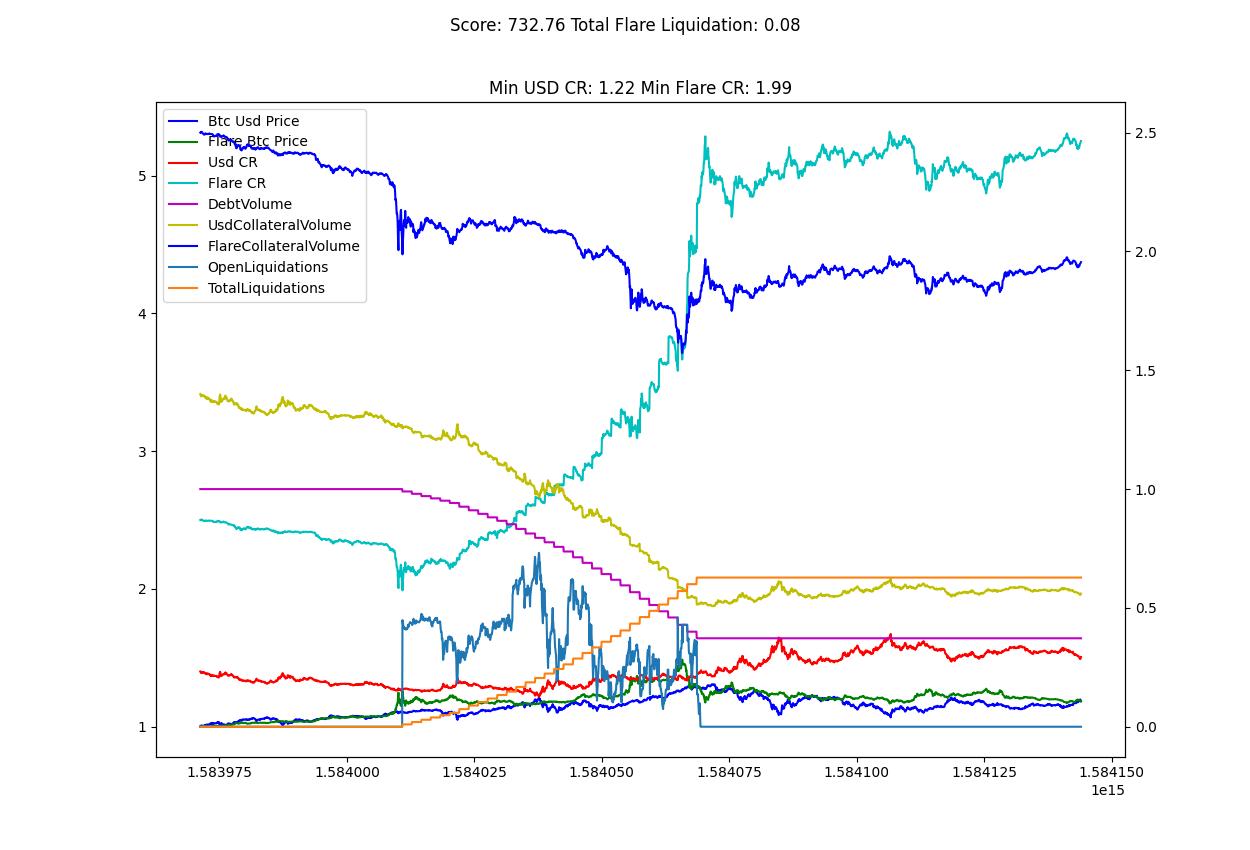 Score: 732.76 Total Flare Liquidation: 0.08
Min USD CR: 1.22 Min Flare CR: 1.99
Btc Usd Price
Flare Btc Price
Usd CR
Flare CR
DebtVolume
UsdCollateralVolume
FlareCollateralVolume
OpenLiquidations
TotalLiquidations
5
4
3
2
1
2.5
2.0
1.5
1.0
0.5
0.0
1.583975 1.584000 1.584025 1.584050 1.584075 1.584100 1.584125 1.584150
1e15